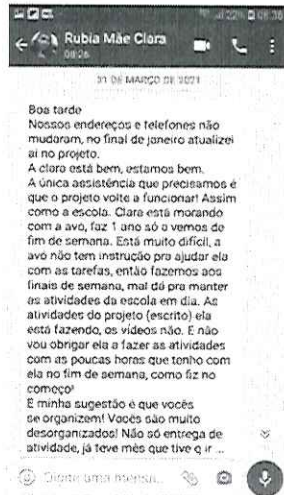 22% 08:38
Rubia Mãe Clara
08:26
31 DE MARÇO DE 2021
Boa tarde
Nossos endereços e telefones não
mudaram, no final de janeiro atualizei
ai no projeto.
A clara está bem, estamos bem.
A única assistência que precisamos é
que o projeto volte a funcionar! Assim
como a escola. Clara está morando
com a avó, faz 1 ano só a vemos de
fim de semana. Está muito difícil, a
avó não tem instrução pra ajudar ela
com as tarefas, então fazemos aos
finais de semana, mal dá pra manter
as atividades da escola em dia. As
atividades do projeto (escrito) ela
está fazendo, os vídeos não. E não
vou obrigar ela a fazer as atividades
com as poucas horas que tenho com
ela no fim de semana, como fiz no
começo!
E minha sugestão é que vocês
se organizem! Vocês são muito
desorganizados! Não só entrega de
atividade, já teve mês que tive q ir ...
Digite uma mensa...